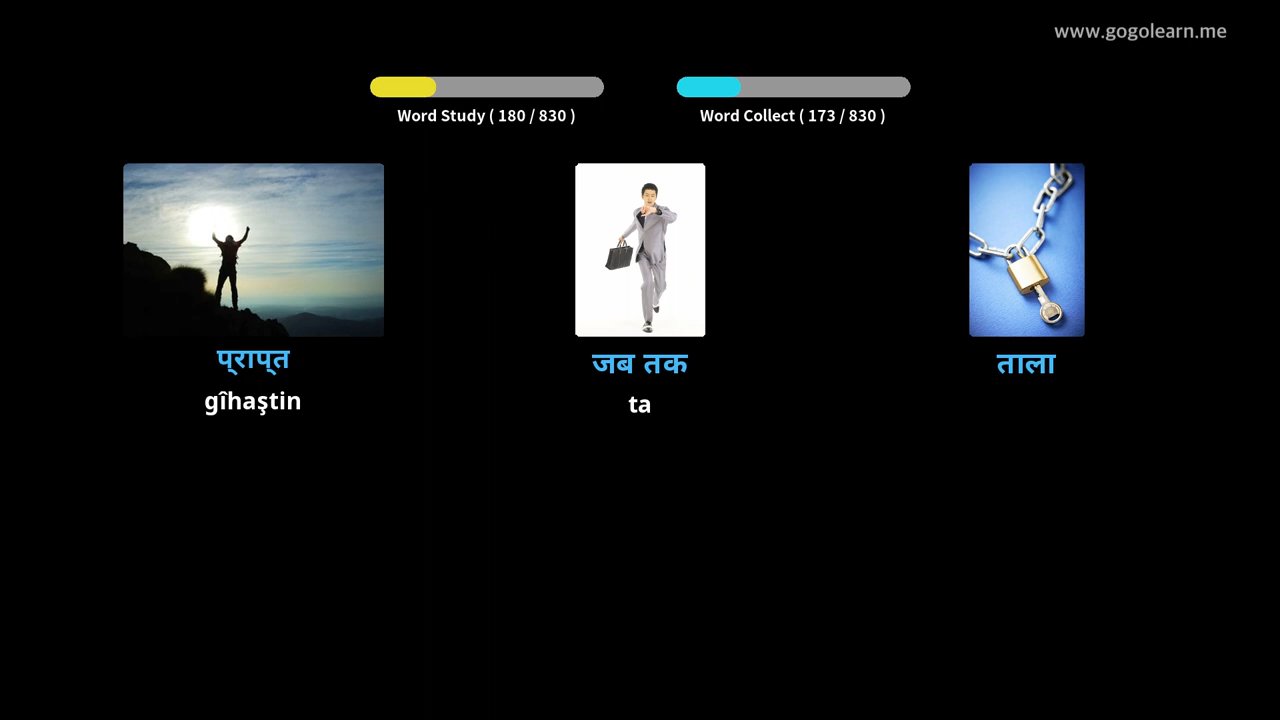 www.gogolearn.me
Word Study ( 180 / 830 )
Word Collect ( 173 / 830 )
प्राप्त
जब तक
ताला
gîhaştin
ta